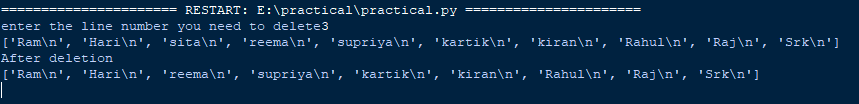 ====================== RESTART: E:\practical\practical.py ======================
enter the line number you need to delete3
['Ram\n', 'Hari\n', 'sita\n', 'reema\n', 'supriya\n', 'kartik\n', 'kiran\n', 'Rahul\n', 'Raj\n', 'Srk\n']
After deletion
['Ram\n', 'Hari\n', 'reema\n', 'supriya\n', 'kartik\n', 'kiran\n', 'Rahul\n', 'Raj\n', 'Srk\n']